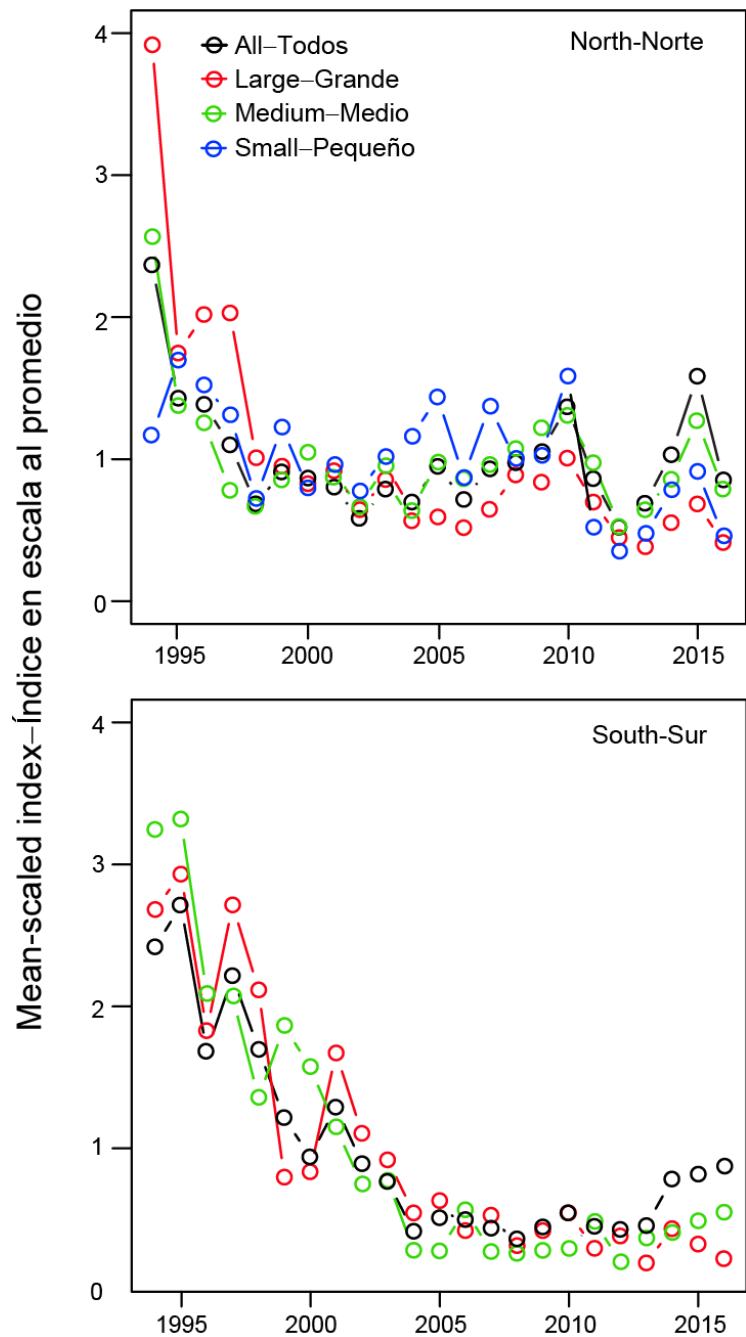 Mean-scaled index–Índice en escala al promedio
North-Norte
All–Todos
Large–Grande
Medium–Medio
Small–Pequeño
4
3
2
1
0
1995 2000 2005 2010 2015
South-Sur
4
3
2
1
0
1995 2000 2005 2010 2015